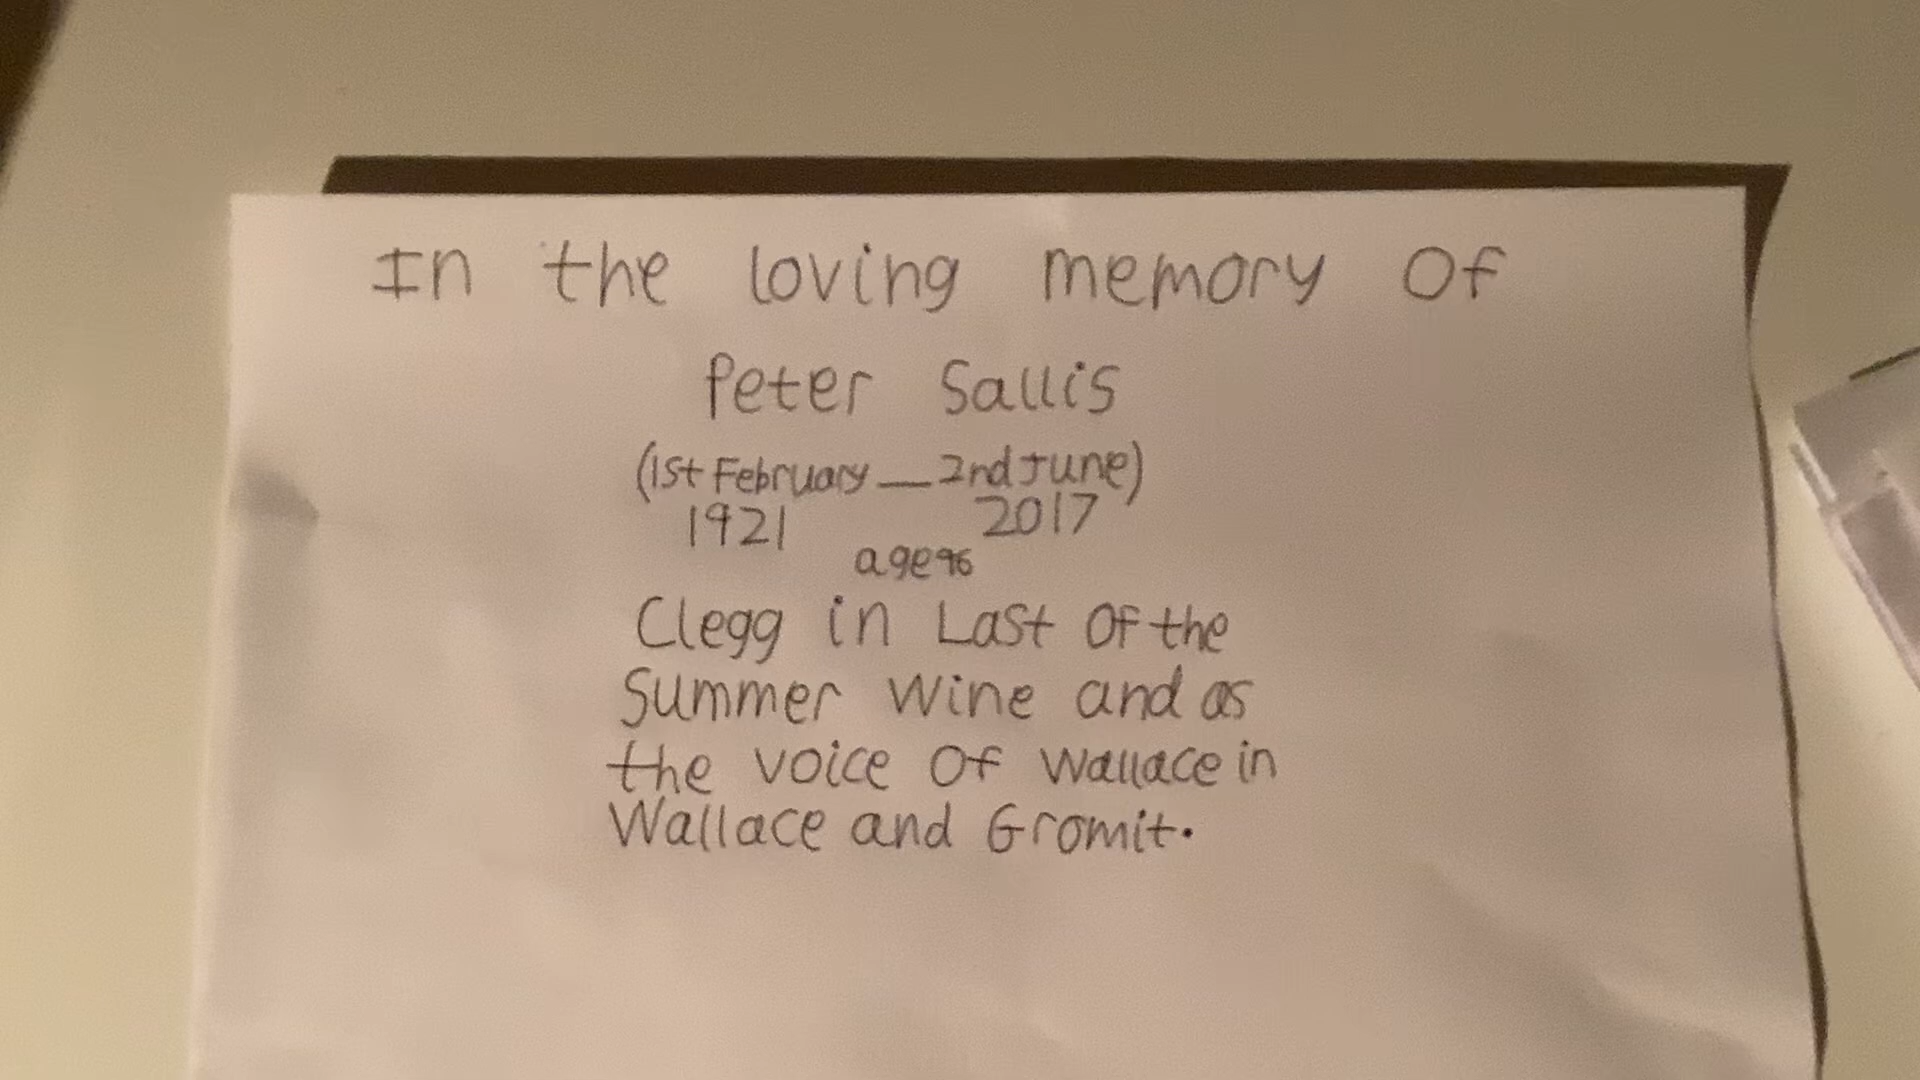 In the loving memory of
Peter Sallis
(1st February — 2nd June)
1921 2017
age 96
Clegg in Last Of the
Summer Wine and as
the voice of Wallace in
Wallace and Gromit.